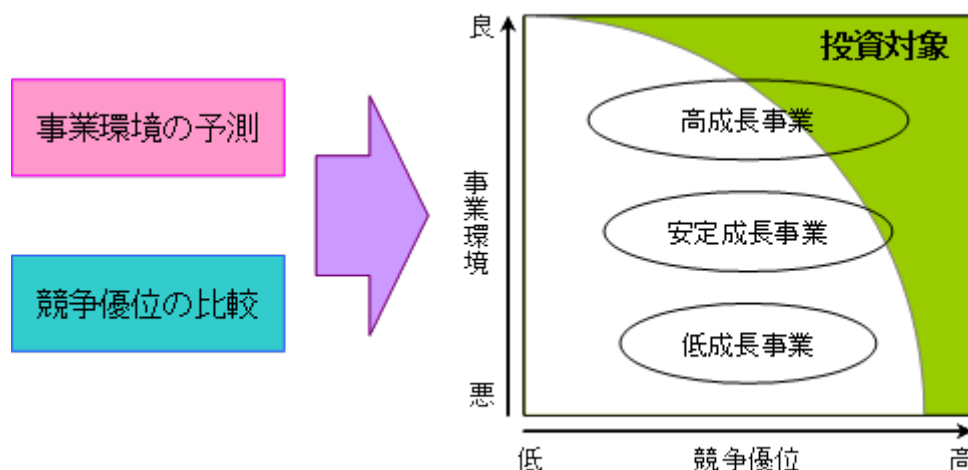 事業環境の予測
競争優位の比較
良
事業環境
悪
投資対象
高成長事業
安定成長事業
低成長事業
低
競争優位
高